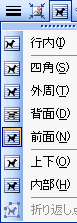 行内(I)
四角(S)
外周(T)
背面(D)
前面(N)
上下(O)
内部(H)
折り返し